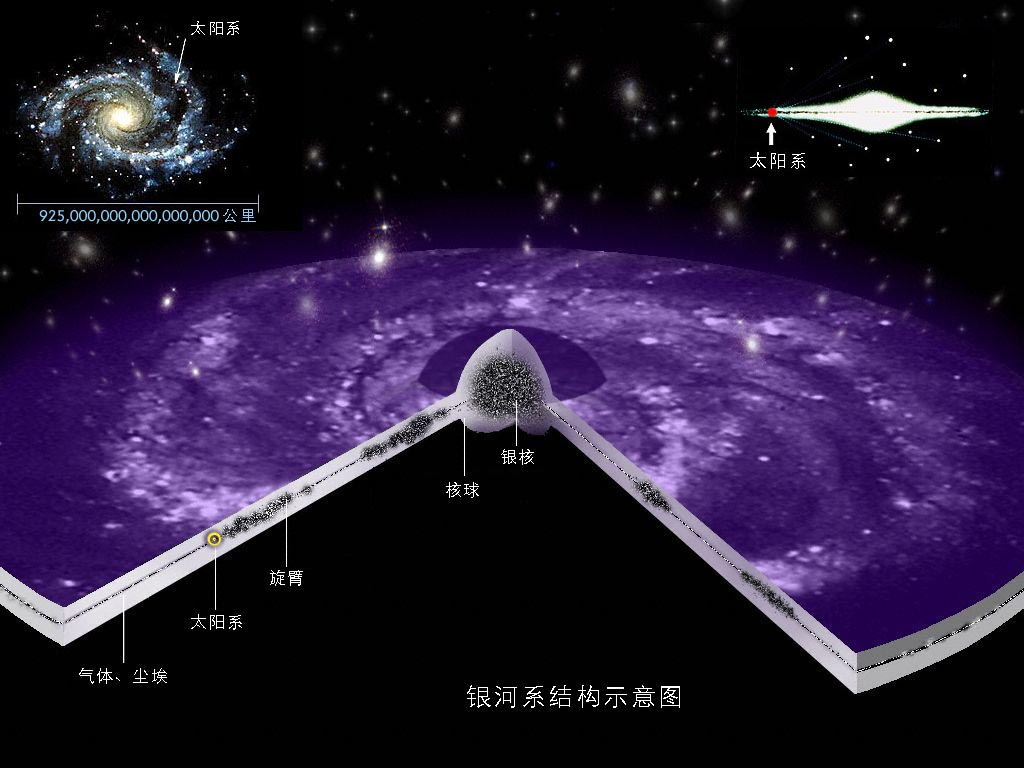 太阳系
925,000,000,000,000,000 公里
太阳系
银核
核球
旋臂
太阳系
气体、尘埃
银河系结构示意图